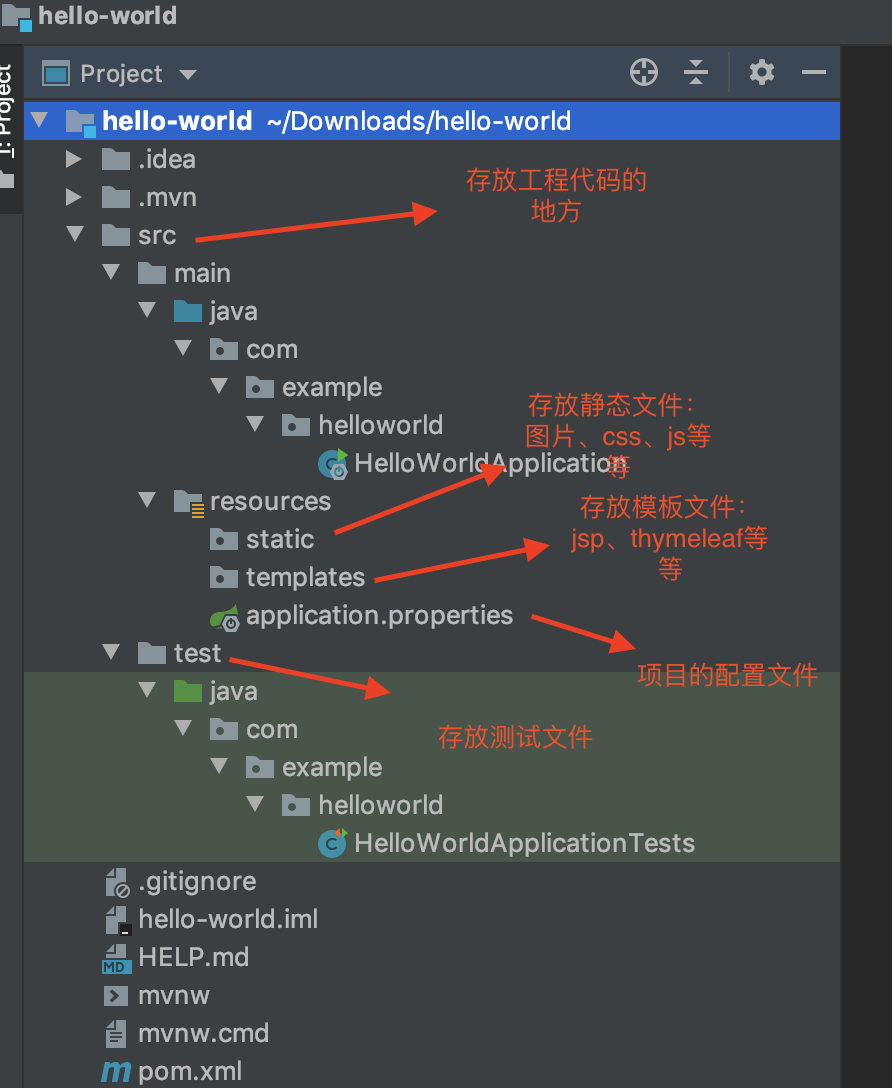 hello-world
Project
1: Project
hello-world ~/Downloads/hello-world
.idea
存放工程代码的
地方
.mvn
src
main
java
com
example
存放静态文件：
图片、css、js等
等
helloworld
HelloWorldApplication
resources
存放模板文件：
jsp、thymeleaf等
等
static
templates
application.properties
项目的配置文件
test
java
com
存放测试文件
example
helloworld
HelloWorldApplicationTests
.gitignore
hello-world.iml
HELP.md
MD
mvnw
mvnw.cmd
pom.xml